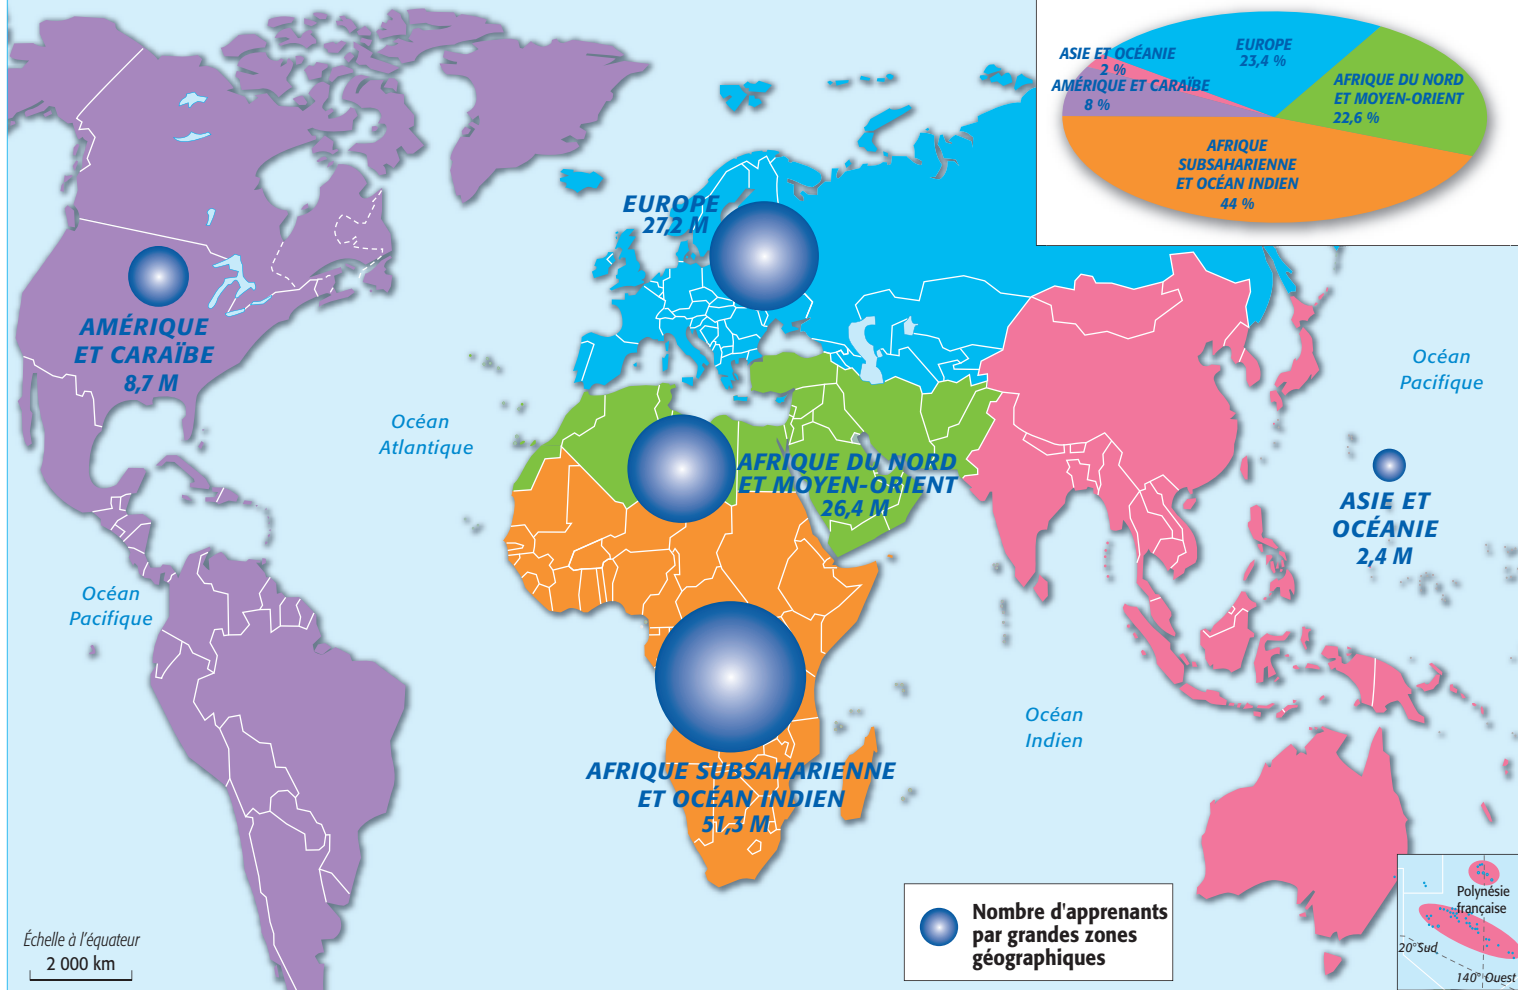 ASIE ET OCÉANIE
2 %
AMÉRIQUE ET CARAÏBE
8 %
EUROPE
23,4 %
AFRIQUE DU NORD
ET MOYEN-ORIENT
22,6 %
AFRIQUE
SUBSAHARIENNE
ET OCÉAN INDIEN
44 %
EUROPE
27,2 M
AMÉRIQUE
ET CARAÏBE
8,7 M
Océan
Atlantique
Océan
Pacifique
AFRIQUE DU NORD
ET MOYEN-ORIENT
26,4 M
ASIE ET
OCÉANIE
2,4 M
Océan
Pacifique
Océan
Indien
AFRIQUE SUBSAHARIENNE
ET OCÉAN INDIEN
51,3 M
Nombre d'apprenants
par grandes zones
géographiques
Échelle à l'équateur
2 000 km
Polynésie
française
20°Sud
140° Ouest